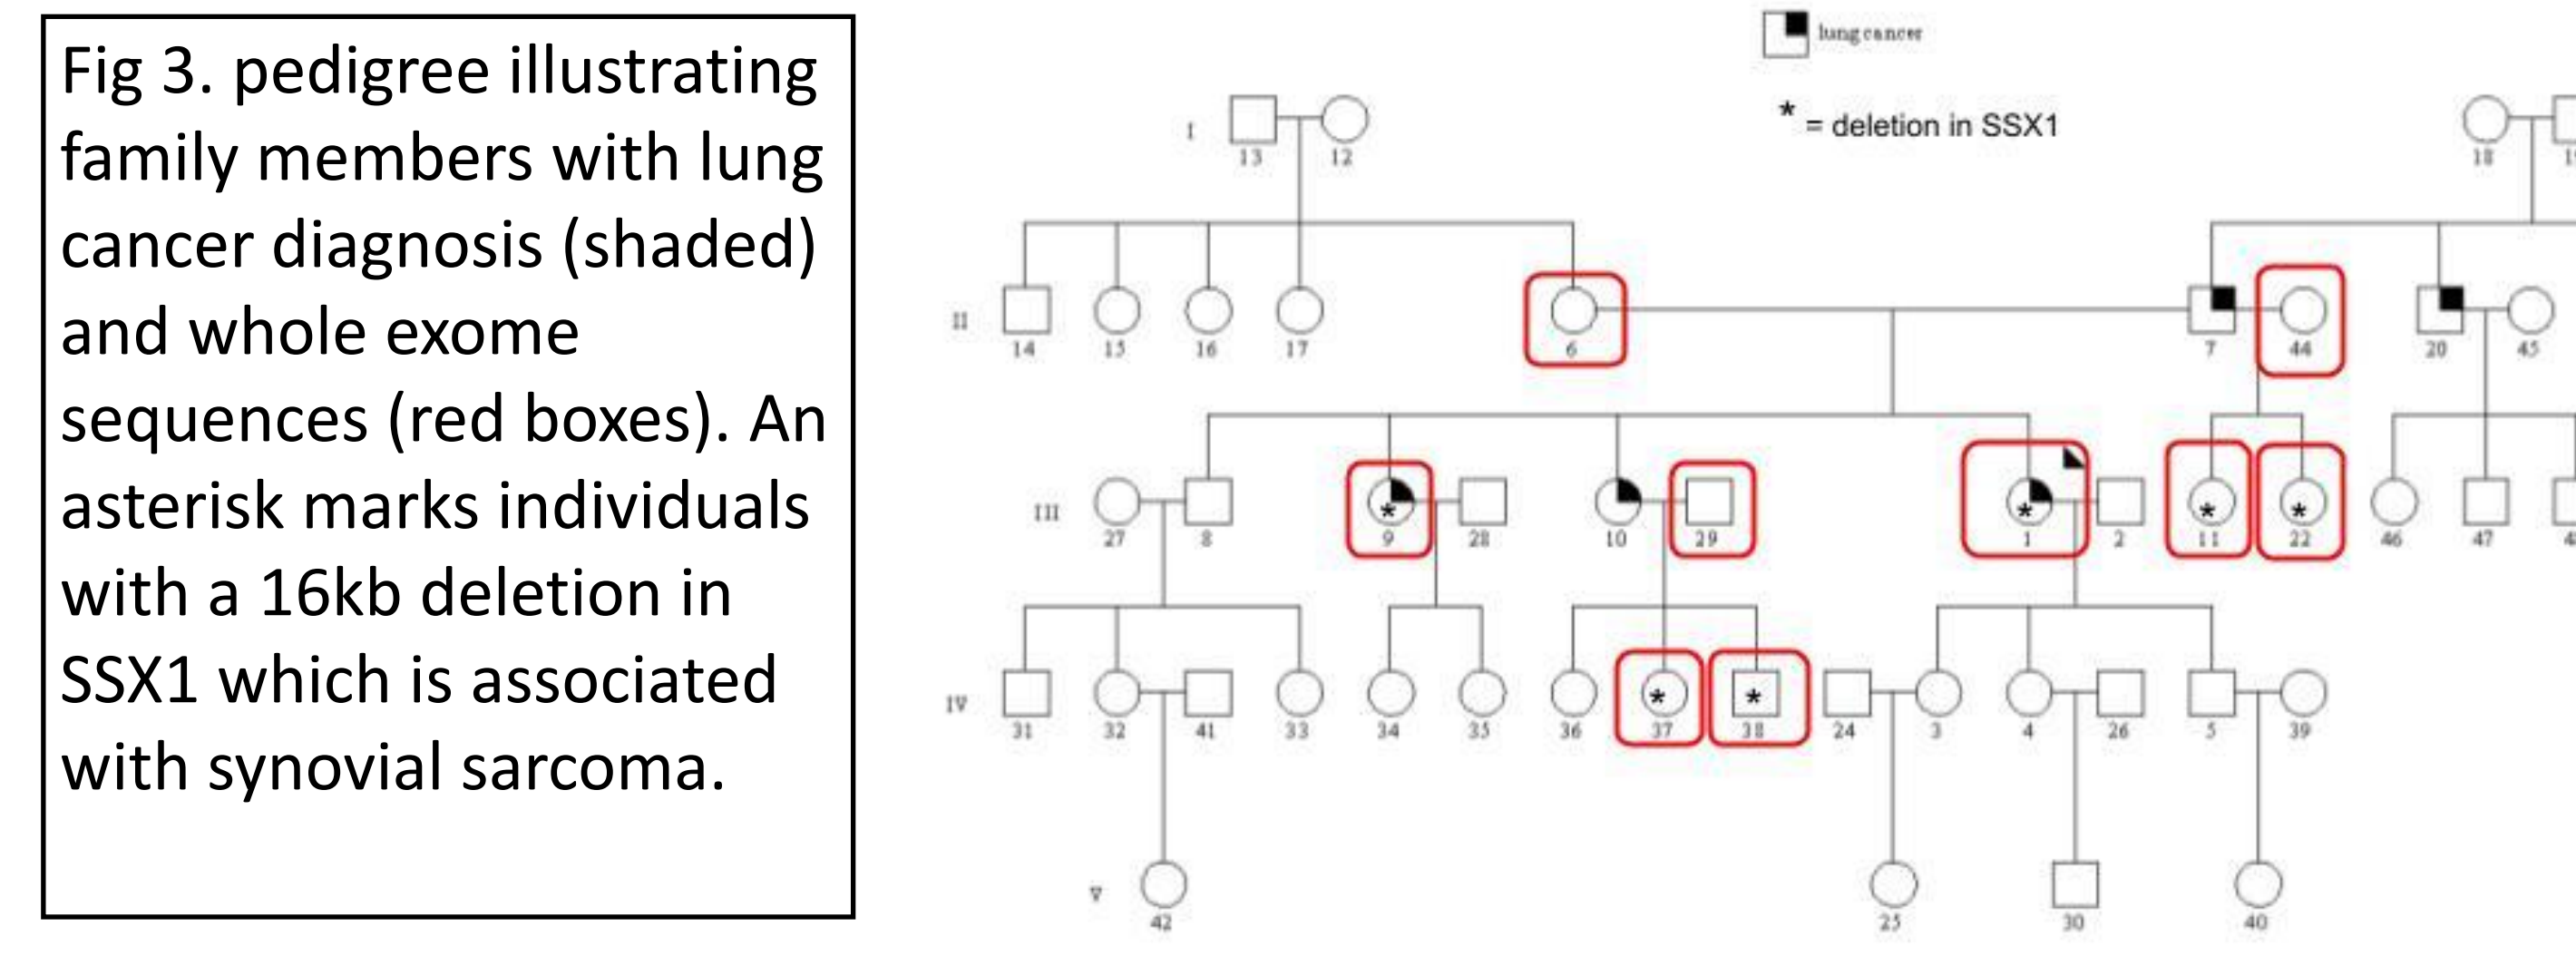 Fig 3. pedigree illustrating
family members with lung
cancer diagnosis (shaded)
and whole exome
sequences (red boxes). An
asterisk marks individuals
with a 16kb deletion in
SSX1 which is associated
with synovial sarcoma.
lung cancer
* = deletion in SSX1
I
13 12 18
II
14 15 16 17 6 7 44 20 45
III
27 8 * 9 28 10 29 * 1 2 * 11 * 22 46 47
IV
31 32 41 33 34 35 36 * 37 * 38 24 3 4 26 5 39
V
42 25 30 40